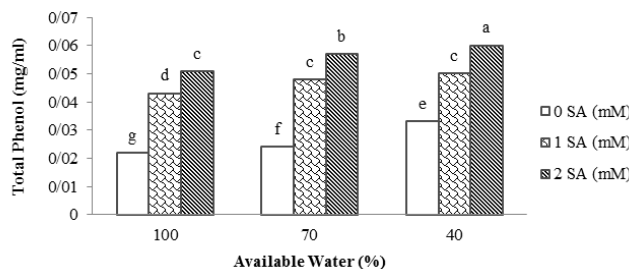 Total Phenol (mg/ml)
0/07
0/06
0/05
0/04
0/03
0/02
0/01
0
g d c
f c b
e c a
100 70 40
Available Water (%)
0 SA (mM)
1 SA (mM)
2 SA (mM)